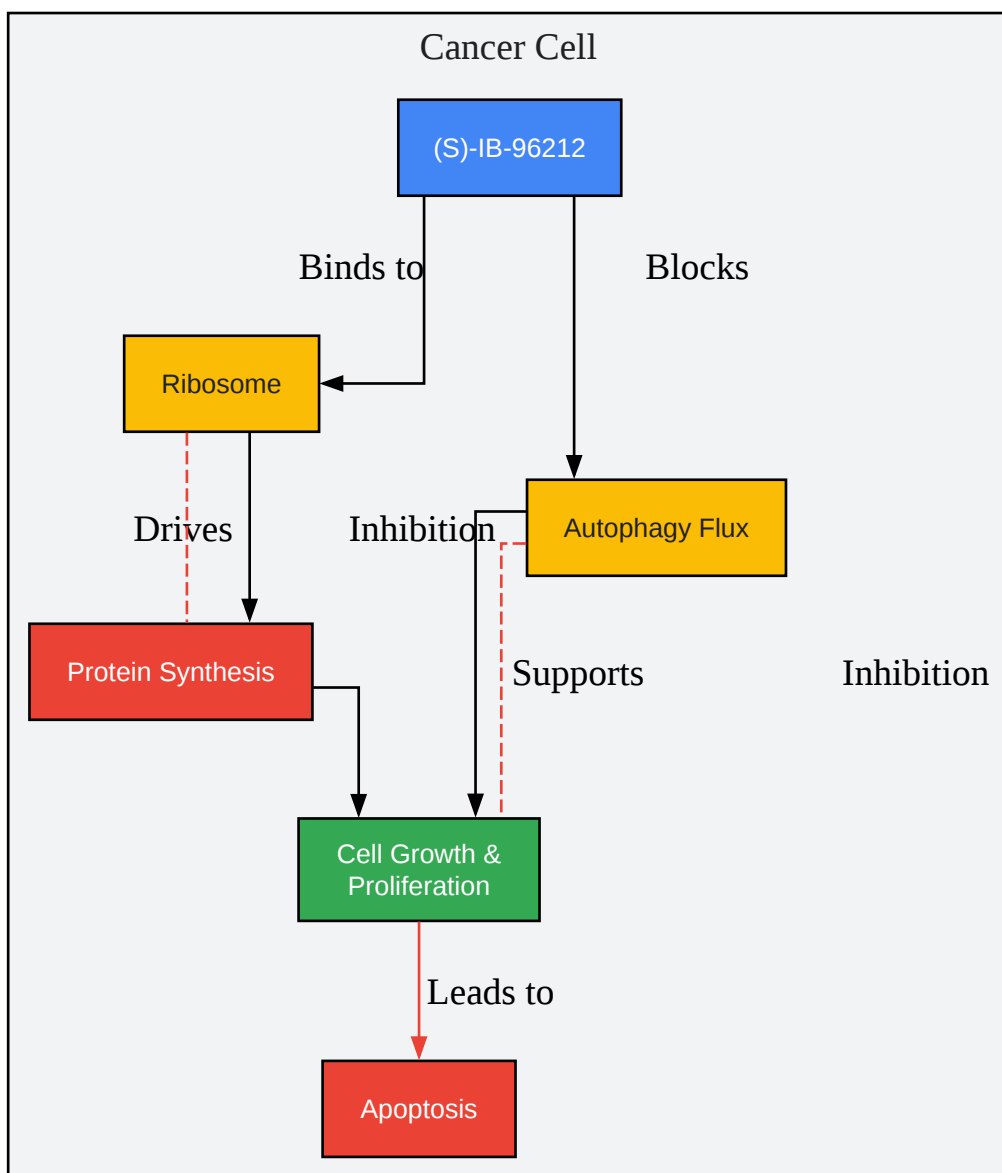 Cancer Cell
(S)-IB-96212
Binds to
Blocks
Ribosome
Drives
Inhibition
Autophagy Flux
Protein Synthesis
Supports
Inhibition
Cell Growth &
Proliferation
Leads to
Apoptosis